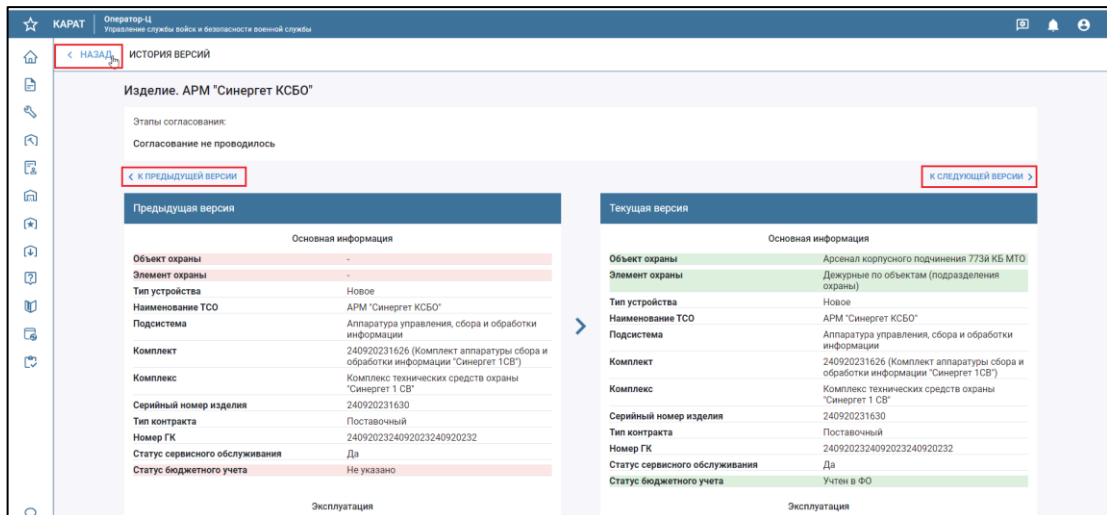 КАРАТ
Оператор-Ц
Управление службы войск и безопасности военной службы
НАЗАД
ИСТОРИЯ ВЕРСИЙ
Изделие. АРМ "Синергет КСБО"
Этапы согласования:
Согласование не проводилось
К ПРЕДЫДУЩЕЙ ВЕРСИИ
К СЛЕДУЮЩЕЙ ВЕРСИИ
Предыдущая версия
Основная информация
Объект охраны -
Элемент охраны -
Тип устройства Новое
Наименование ТСО АРМ "Синергет КСБО"
Подсистема Аппаратура управления, сбора и обработки
информации
Комплект 240920231626 (Комплект аппаратуры сбора и
обработки информации "Синергет 1СВ")
Комплекс Комплекс технических средств охраны
"Синергет 1 СВ"
Серийный номер изделия 240920231630
Тип контракта Поставочный
Номер ГК 2409202324092023240920232
Статус сервисного обслуживания Да
Статус бюджетного учета Не указано
Эксплуатация
Текущая версия
Основная информация
Объект охраны Арсенал корпусного подчинения 773й КБ МТО
Элемент охраны Дежурные по объектам (подразделения
охраны)
Тип устройства Новое
Наименование ТСО АРМ "Синергет КСБО"
Подсистема Аппаратура управления, сбора и обработки
информации
Комплект 240920231626 (Комплект аппаратуры сбора и
обработки информации "Синергет 1СВ")
Комплекс Комплекс технических средств охраны
"Синергет 1 СВ"
Серийный номер изделия 240920231630
Тип контракта Поставочный
Номер ГК 2409202324092023240920232
Статус сервисного обслуживания Да
Статус бюджетного учета Учтен в ФО
Эксплуатация